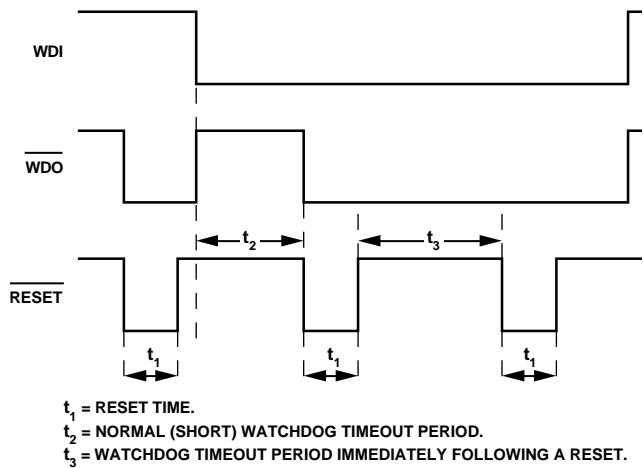 WDI
WDO
t2
t3
RESET
t1
t1
t1
t1 = RESET TIME.
t2 = NORMAL (SHORT) WATCHDOG TIMEOUT PERIOD.
t3 = WATCHDOG TIMEOUT PERIOD IMMEDIATELY FOLLOWING A RESET.